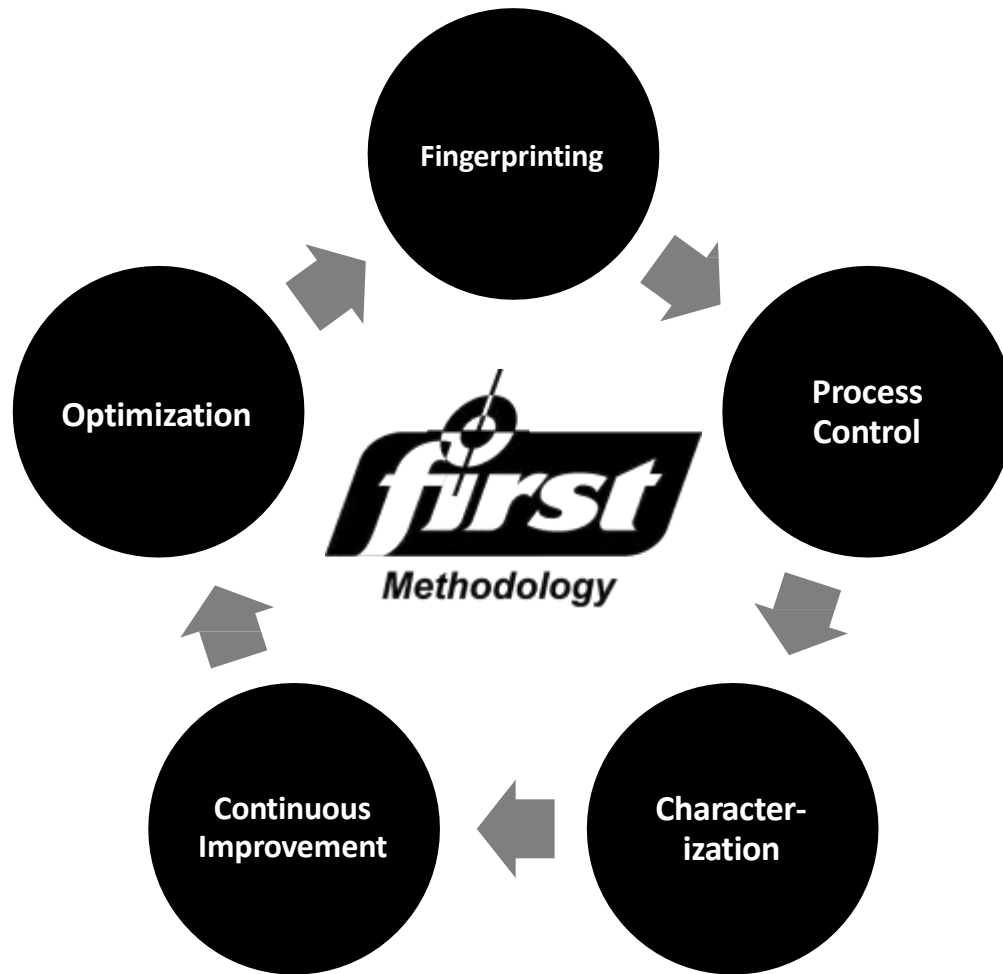 Fingerprinting
Process
Control
Character-
ization
Continuous
Improvement
Optimization
first
Methodology